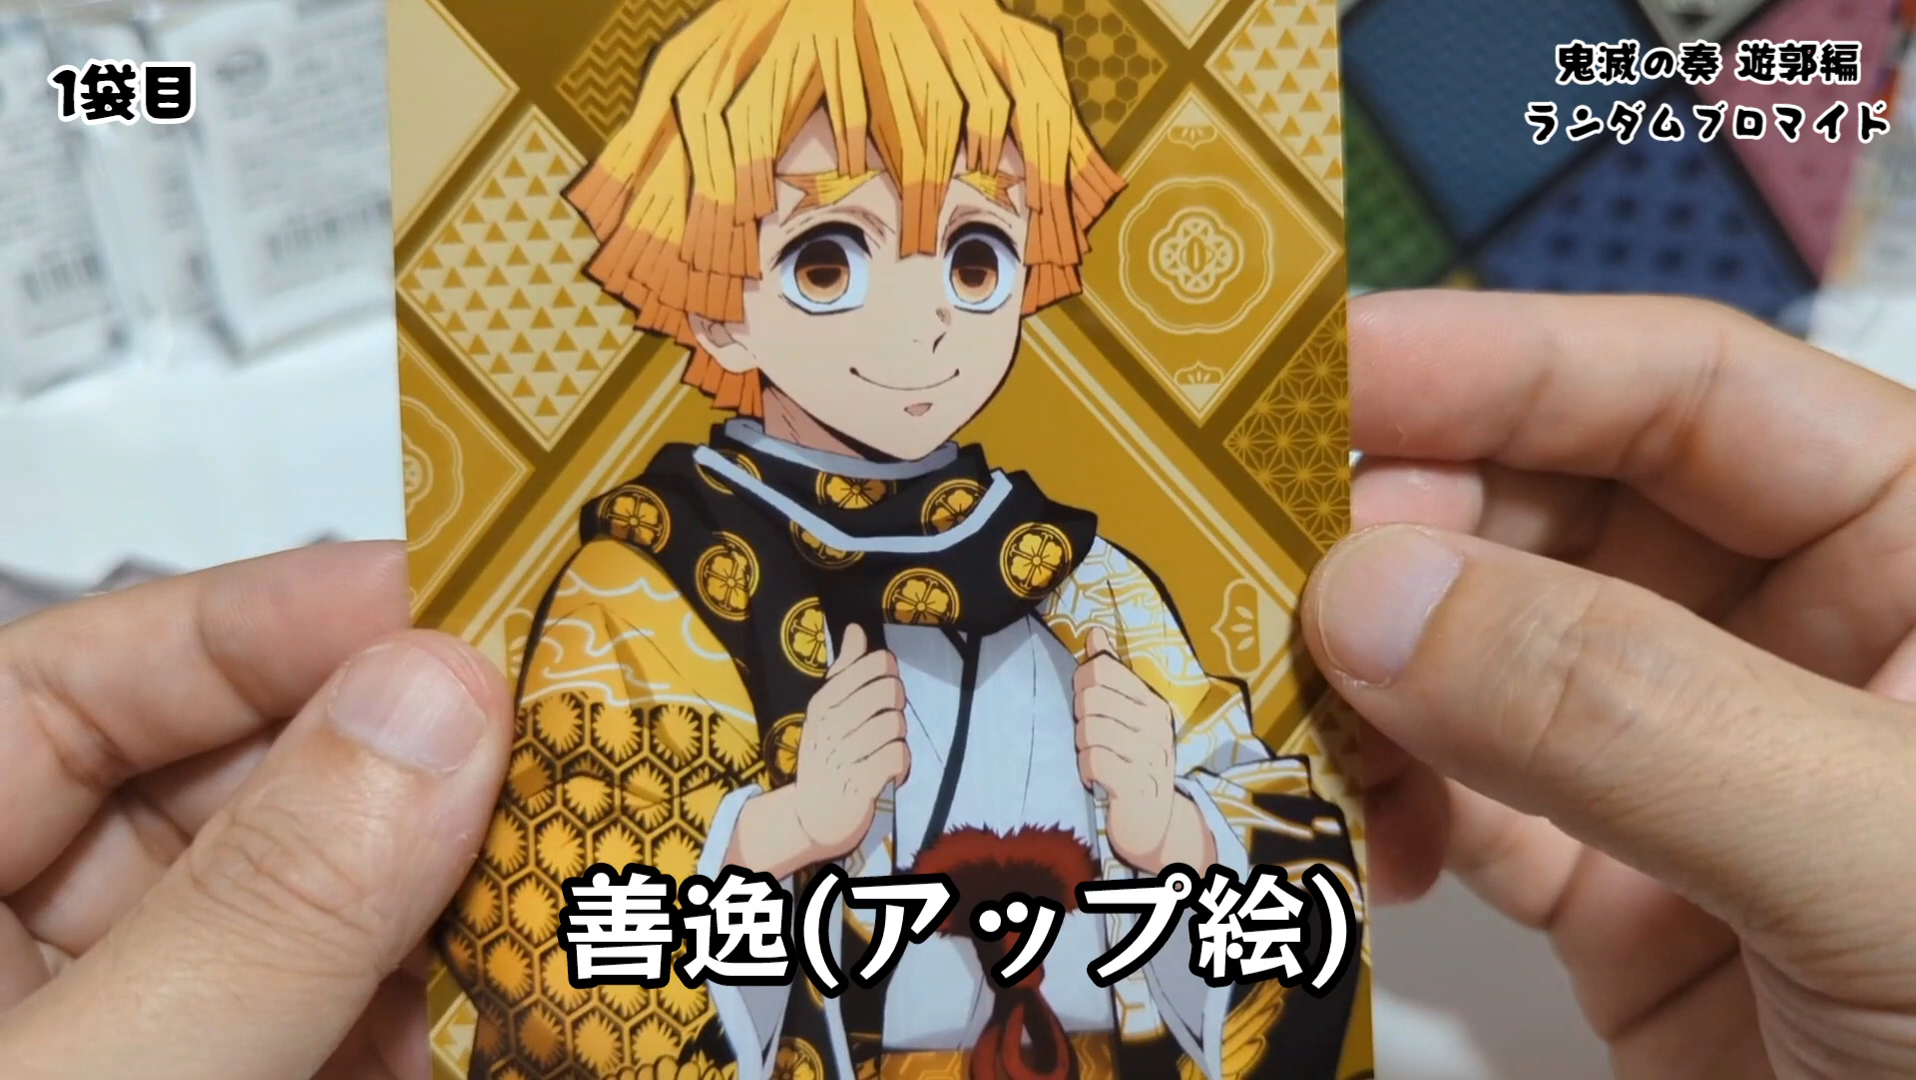 1袋目
鬼滅の奏 遊郭編
ランダムブロマイド
善逸(アップ絵)